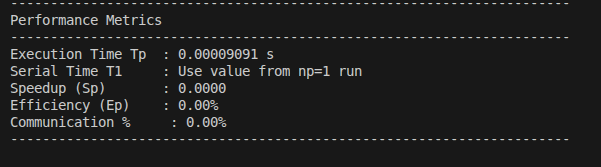 ----------------------------------------------------------------------
Performance Metrics
----------------------------------------------------------------------
Execution Time Tp  : 0.00009091 s
Serial Time T1     : Use value from np=1 run
Speedup (Sp)       : 0.0000
Efficiency (Ep)    : 0.00%
Communication %     : 0.00%
----------------------------------------------------------------------